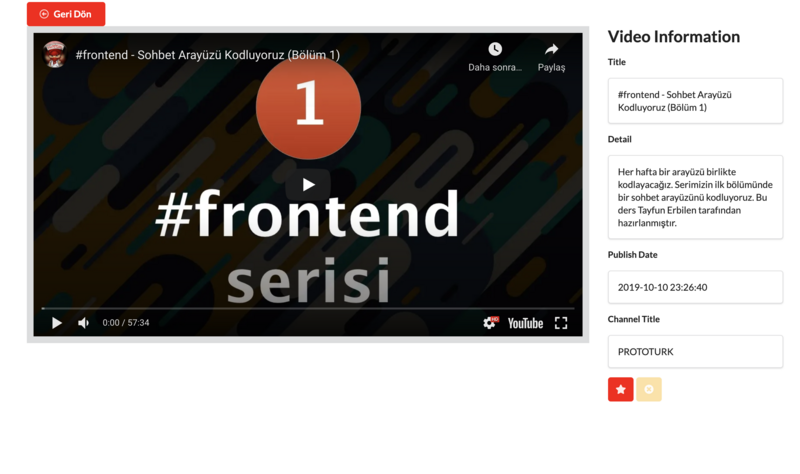 Geri Dön
#frontend - Sohbet Arayüzü Kodluyoruz (Bölüm 1)
Daha sonra...
Paylaş
1
#frontend
serisi
0:00 / 57:34
HD
YouTube
Video Information
Title
#frontend - Sohbet Arayüzü
Kodluyoruz (Bölüm 1)
Detail
Her hafta bir arayüzü birlikte
kodlayacağız. Serimizin ilk bölümünde
bir sohbet arayüzünü kodluyoruz. Bu
ders Tayfun Erbilen tarafından
hazırlanmıştır.
Publish Date
2019-10-10 23:26:40
Channel Title
PROTOTURK